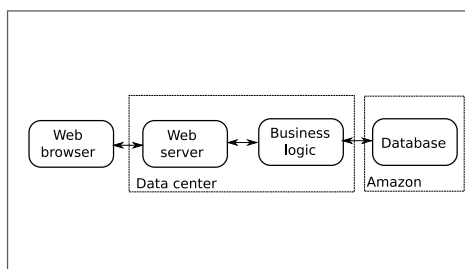 Web
browser
Web
server
Business
logic
Database
Data center
Amazon